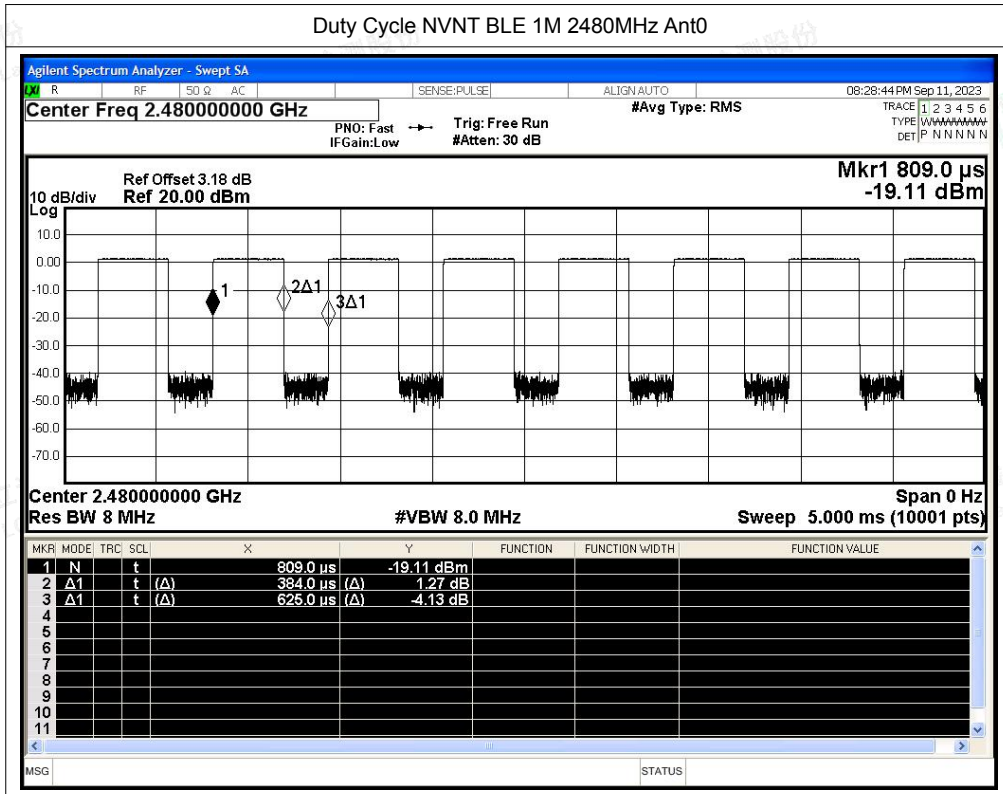 Duty Cycle NVNT BLE 1M 2480MHz Ant0
Agilent Spectrum Analyzer - Swept SA
LXI R RF 50 Ω AC SENSE:PULSE ALIGN AUTO 08:28:44 PM Sep 11, 2023
Center Freq 2.480000000 GHz #Avg Type: RMS TRACE 1 2 3 4 5 6
PNO: Fast Trig: Free Run TYPE
IFGain:Low #Atten: 30 dB DET P N N N N N
Mkr1 809.0 µs
Ref Offset 3.18 dB
10 dB/div Ref 20.00 dBm -19.11 dBm
Log
10.0
0.00
-10.0
1 2Δ1 3Δ1
-20.0
-30.0
-40.0
-50.0
-60.0
-70.0
Center 2.480000000 GHz Span 0 Hz
Res BW 8 MHz #VBW 8.0 MHz Sweep 5.000 ms (10001 pts)
MKR MODE TRC SCL X Y FUNCTION FUNCTION WIDTH FUNCTION VALUE
1 N t 809.0 µs -19.11 dBm
2 Δ1 t (Δ) 384.0 µs (Δ) 1.27 dB
3 Δ1 t (Δ) 625.0 µs (Δ) -4.13 dB
4
5
6
7
8
9
10
11
MSG STATUS